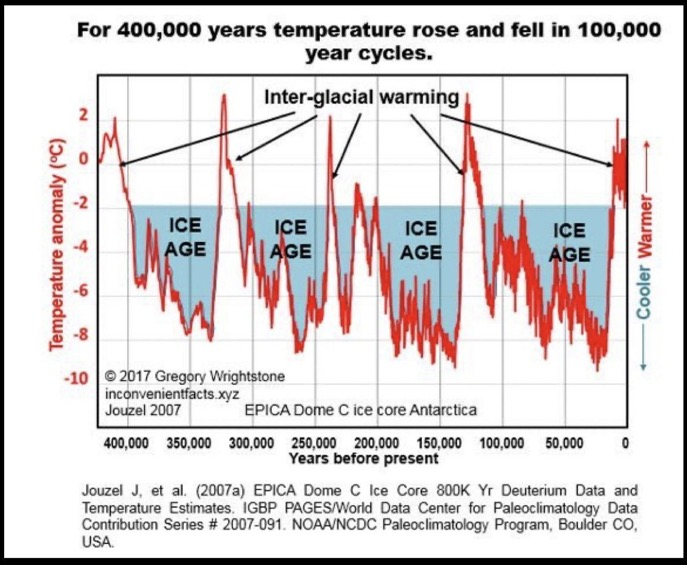 For 400,000 years temperature rose and fell in 100,000
year cycles.
Inter-glacial warming
Temperature anomaly (ºC)
2
0
-2
-4
-6
-8
-10
ICE
AGE
ICE
AGE
ICE
AGE
ICE
AGE
Cooler Warmer
© 2017 Gregory Wrightstone
inconvenientfacts.xyz
Jouzel 2007
EPICA Dome C ice core Antarctica
400,000 350,000 300,000 250,000 200,000 150,000 100,000 50,000 0
Years before present
Jouzel J, et al. (2007a) EPICA Dome C Ice Core 800K Yr Deuterium Data and
Temperature Estimates. IGBP PAGES/World Data Center for Paleoclimatology Data
Contribution Series # 2007-091. NOAA/NCDC Paleoclimatology Program, Boulder CO,
USA.